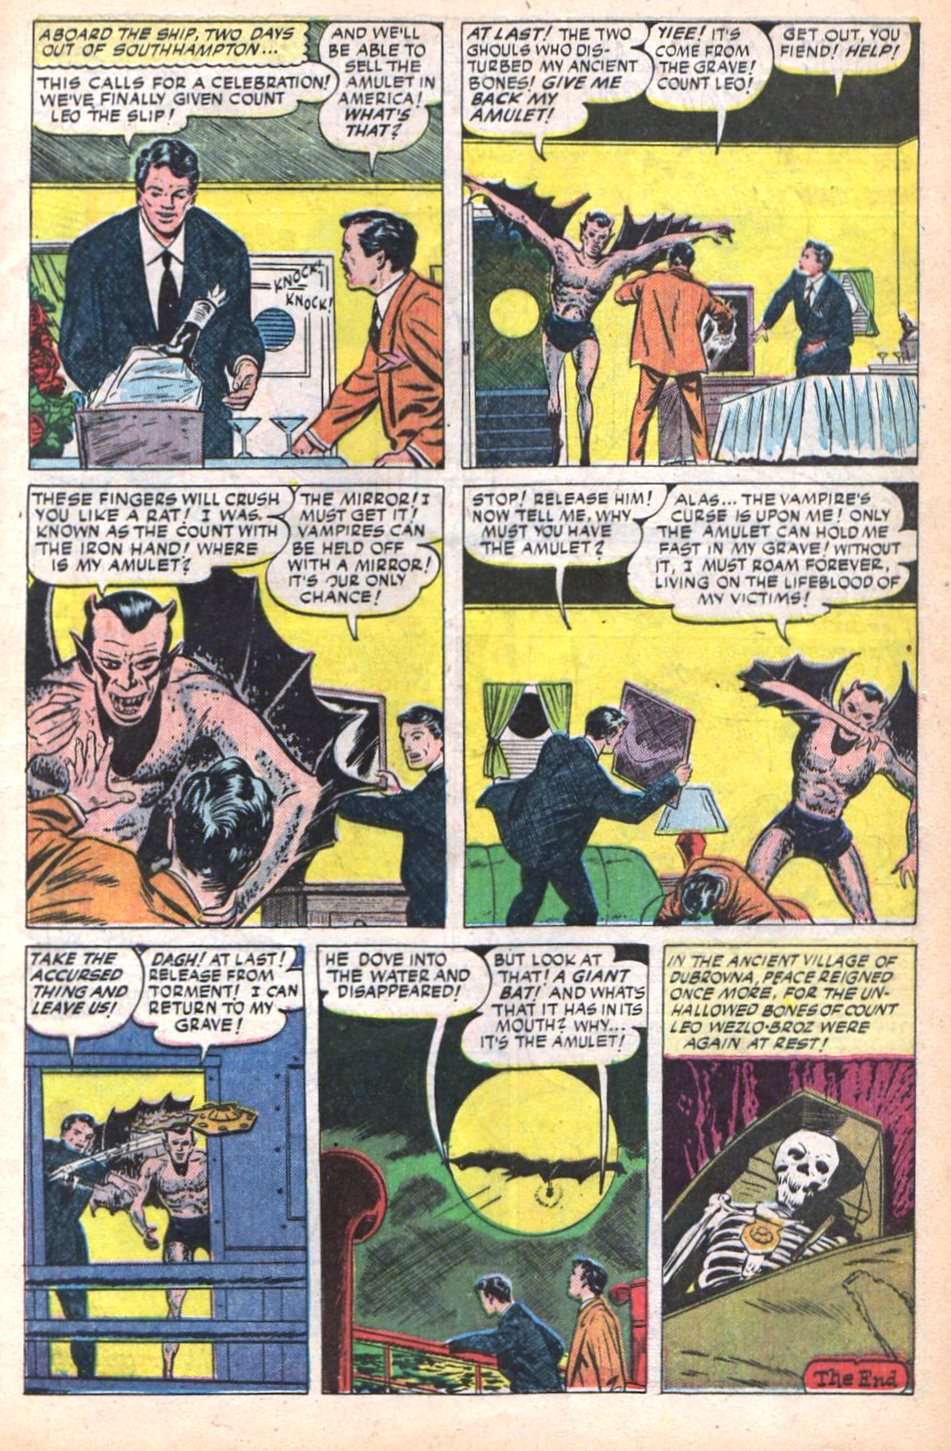 ABOARD THE SHIP, TWO DAYS
OUT OF SOUTHHAMPTON...
THIS CALLS FOR A CELEBRATION!
WE'VE FINALLY GIVEN COUNT
LEO THE SLIP!
AND WE'LL
BE ABLE TO
SELL THE
AMULET IN
AMERICA!
WHAT'S
THAT?
KNOCK!
KNOCK!
AT LAST! THE TWO
GHOULS WHO DIS-
TURBED MY ANCIENT
BONES! GIVE ME
BACK MY
AMULET!
YIEE! IT'S
COME FROM
THE GRAVE!
COUNT LEO!
GET OUT, YOU
FIEND! HELP!
THESE FINGERS WILL CRUSH
YOU LIKE A RAT! I WAS
KNOWN AS THE COUNT WITH
THE IRON HAND! WHERE
IS MY AMULET?
THE MIRROR! I
MUST GET IT!
VAMPIRES CAN
BE HELD OFF
WITH A MIRROR!
IT'S OUR ONLY
CHANCE!
STOP! RELEASE HIM!
NOW TELL ME, WHY
MUST YOU HAVE
THE AMULET?
ALAS... THE VAMPIRE'S
CURSE IS UPON ME! ONLY
THE AMULET CAN HOLD ME
FAST IN MY GRAVE! WITHOUT
IT, I MUST ROAM FOREVER,
LIVING ON THE LIFEBLOOD OF
MY VICTIMS!
TAKE THE
ACCURSED
THING AND
LEAVE US!
DAGH! AT LAST!
RELEASE FROM
TORMENT! I CAN
RETURN TO MY
GRAVE!
HE DOVE INTO
THE WATER AND
DISAPPEARED!
BUT LOOK AT
THAT! A GIANT
BAT! AND WHAT'S
THAT IT HAS IN ITS
MOUTH? WHY...
IT'S THE AMULET!
IN THE ANCIENT VILLAGE OF
DUBROVNA, PEACE REIGNED
ONCE MORE, FOR THE UN-
HALLOWED BONES OF COUNT
LEO WEZLO-BROZ WERE
AGAIN AT REST!
The End